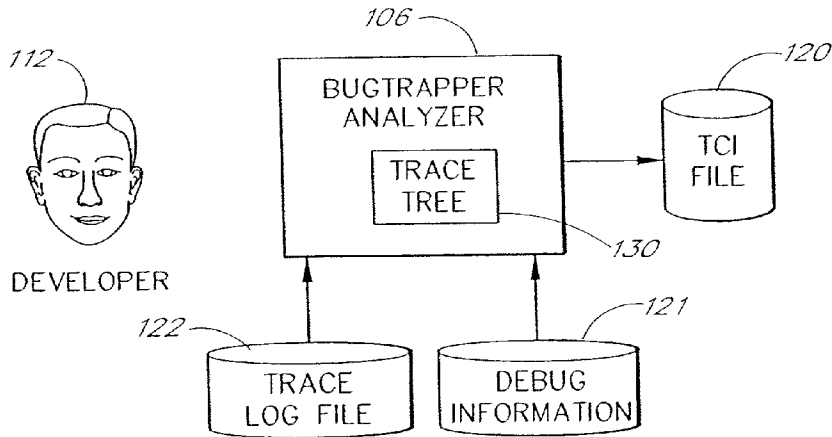 106
112
120
BUGTRAPPER
ANALYZER
TCI
FILE
TRACE
TREE
130
DEVELOPER
122
121
TRACE
LOG FILE
DEBUG
INFORMATION